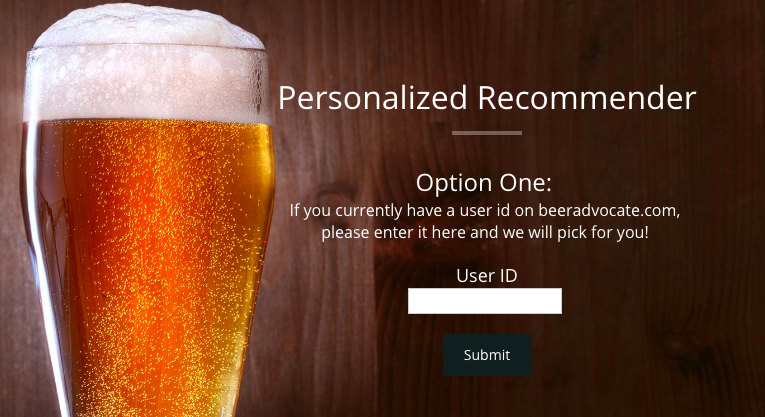 Personalized Recommender
Option One:
If you currently have a user id on beeradvocate.com,
please enter it here and we will pick for you!
User ID
Submit